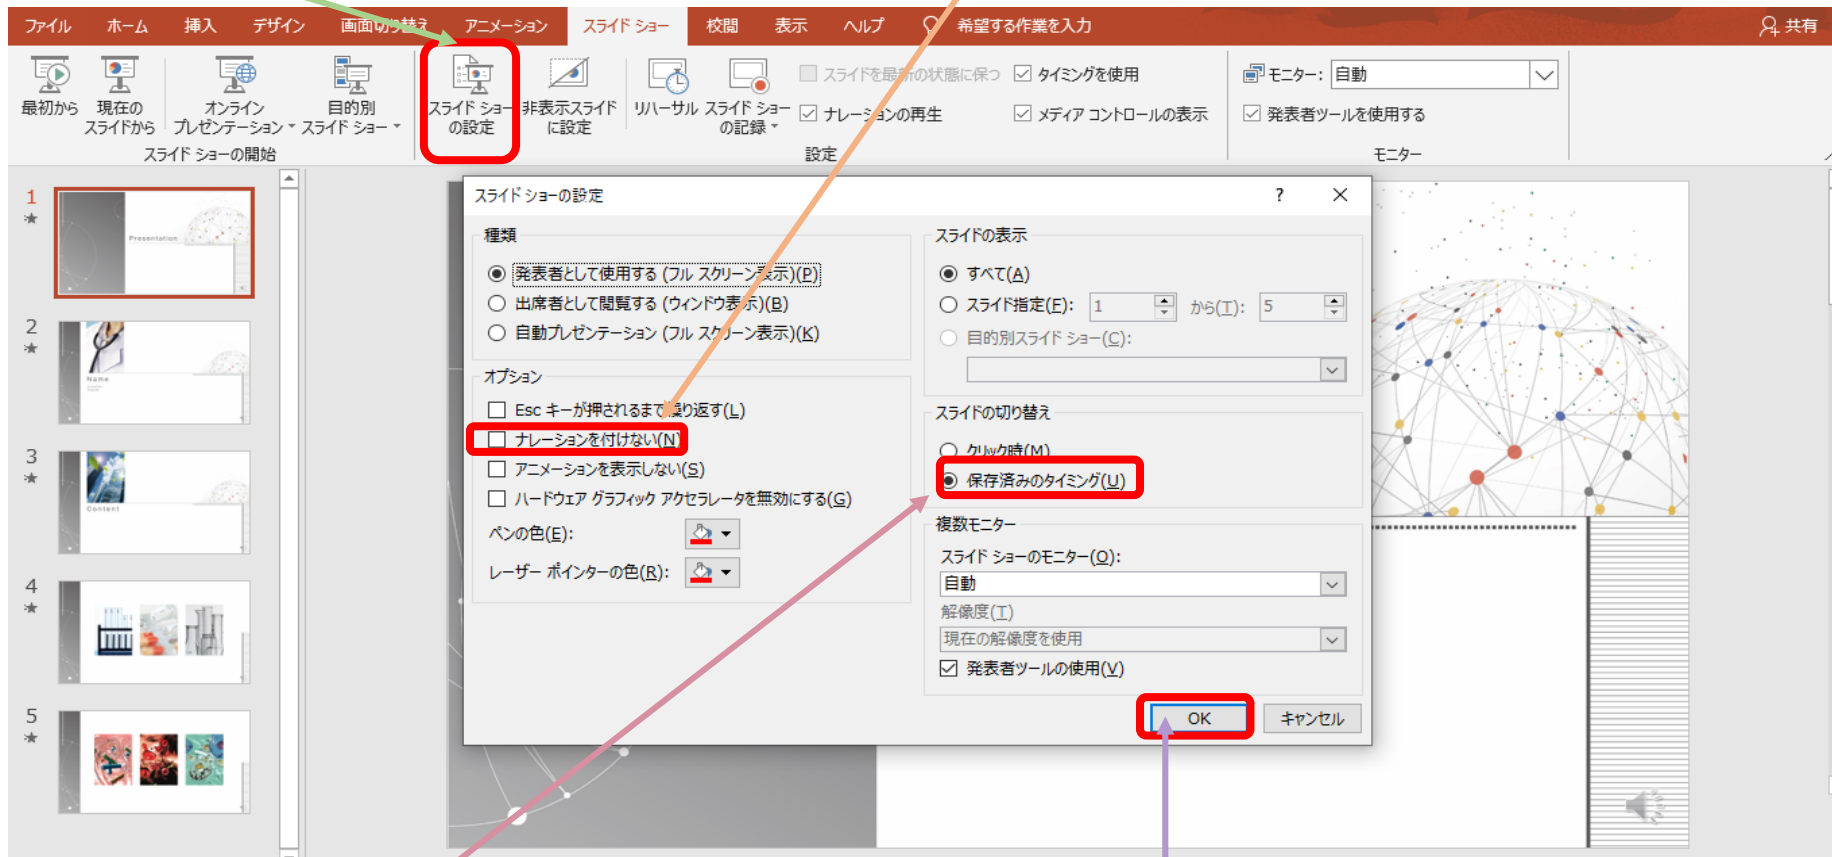 ファイル ホーム 挿入 デザイン 画面切り替え アニメーション スライド ショー 校閲 表示 ヘルプ 希望する作業を入力 共有
最初から 現在の スライドから オンライン プレゼンテーション 目的別 スライド ショー スライド ショー の設定 非表示スライド に設定 リハーサル スライド ショー の記録
スライドを最新の状態に保つ タイミングを使用
ナレーションの再生 メディア コントロールの表示
モニター: 自動
発表者ツールを使用する
スライド ショーの開始 設定 モニター
1
Presentation
2
Name
3
Content
4
5
スライド ショーの設定 ?
種類
発表者として使用する (フル スクリーン表示)(P)
出席者として閲覧する (ウィンドウ表示)(B)
自動プレゼンテーション (フル スクリーン表示)(K)
オプション
Esc キーが押されるまで繰り返す(L)
ナレーションを付けない(N)
アニメーションを表示しない(S)
ハードウェア グラフィック アクセラレータを無効にする(G)
ペンの色(E):
レーザー ポインターの色(R):
スライドの表示
すべて(A)
スライド指定(F): 1 から(T): 5
目的別スライド ショー(C):
スライドの切り替え
クリック時(M)
保存済みのタイミング(U)
複数モニター
スライド ショーのモニター(O):
自動
解像度(T)
現在の解像度を使用
発表者ツールの使用(V)
OK キャンセル